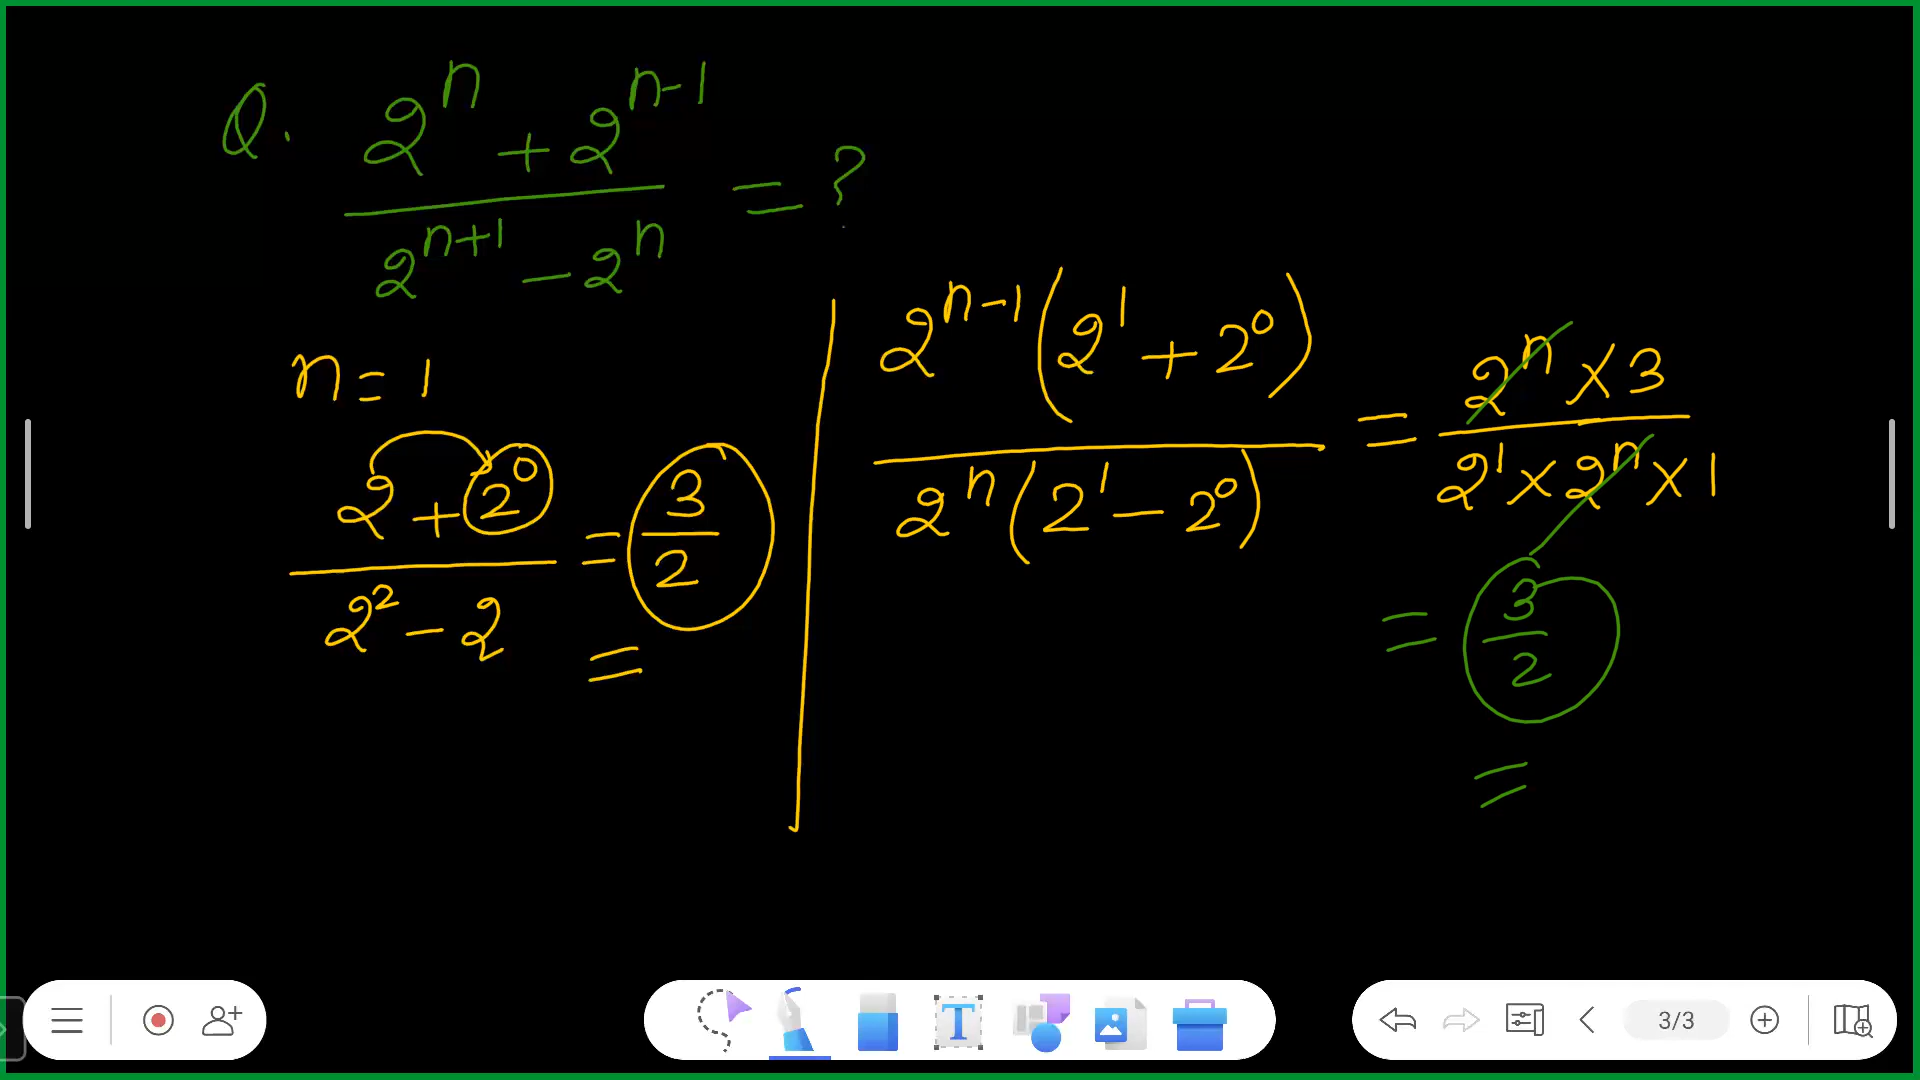 Q. (2^n + 2^(n-1)) / (2^(n+1) - 2^n) = ?
n = 1
(2 + 2^0) / (2^2 - 2) = 3/2
=
(2^(n-1) (2^1 + 2^0)) / (2^n (2^1 - 2^0)) = (2^n × 3) / (2^1 × 2^n × 1)
= 3/2
=
T
3/3